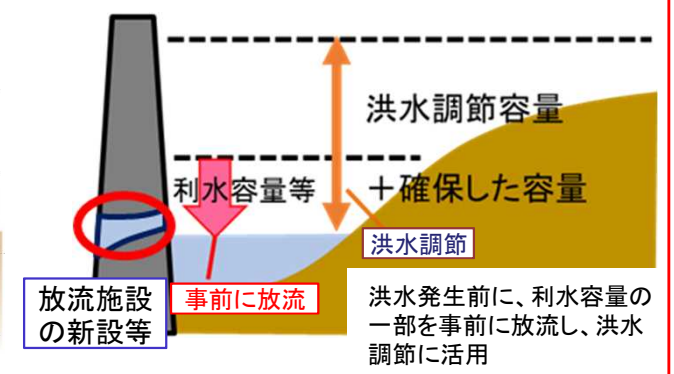 洪水調節容量
利水容量等
＋確保した容量
洪水調節
放流施設
の新設等
事前に放流
洪水発生前に、利水容量の
一部を事前に放流し、洪水
調節に活用